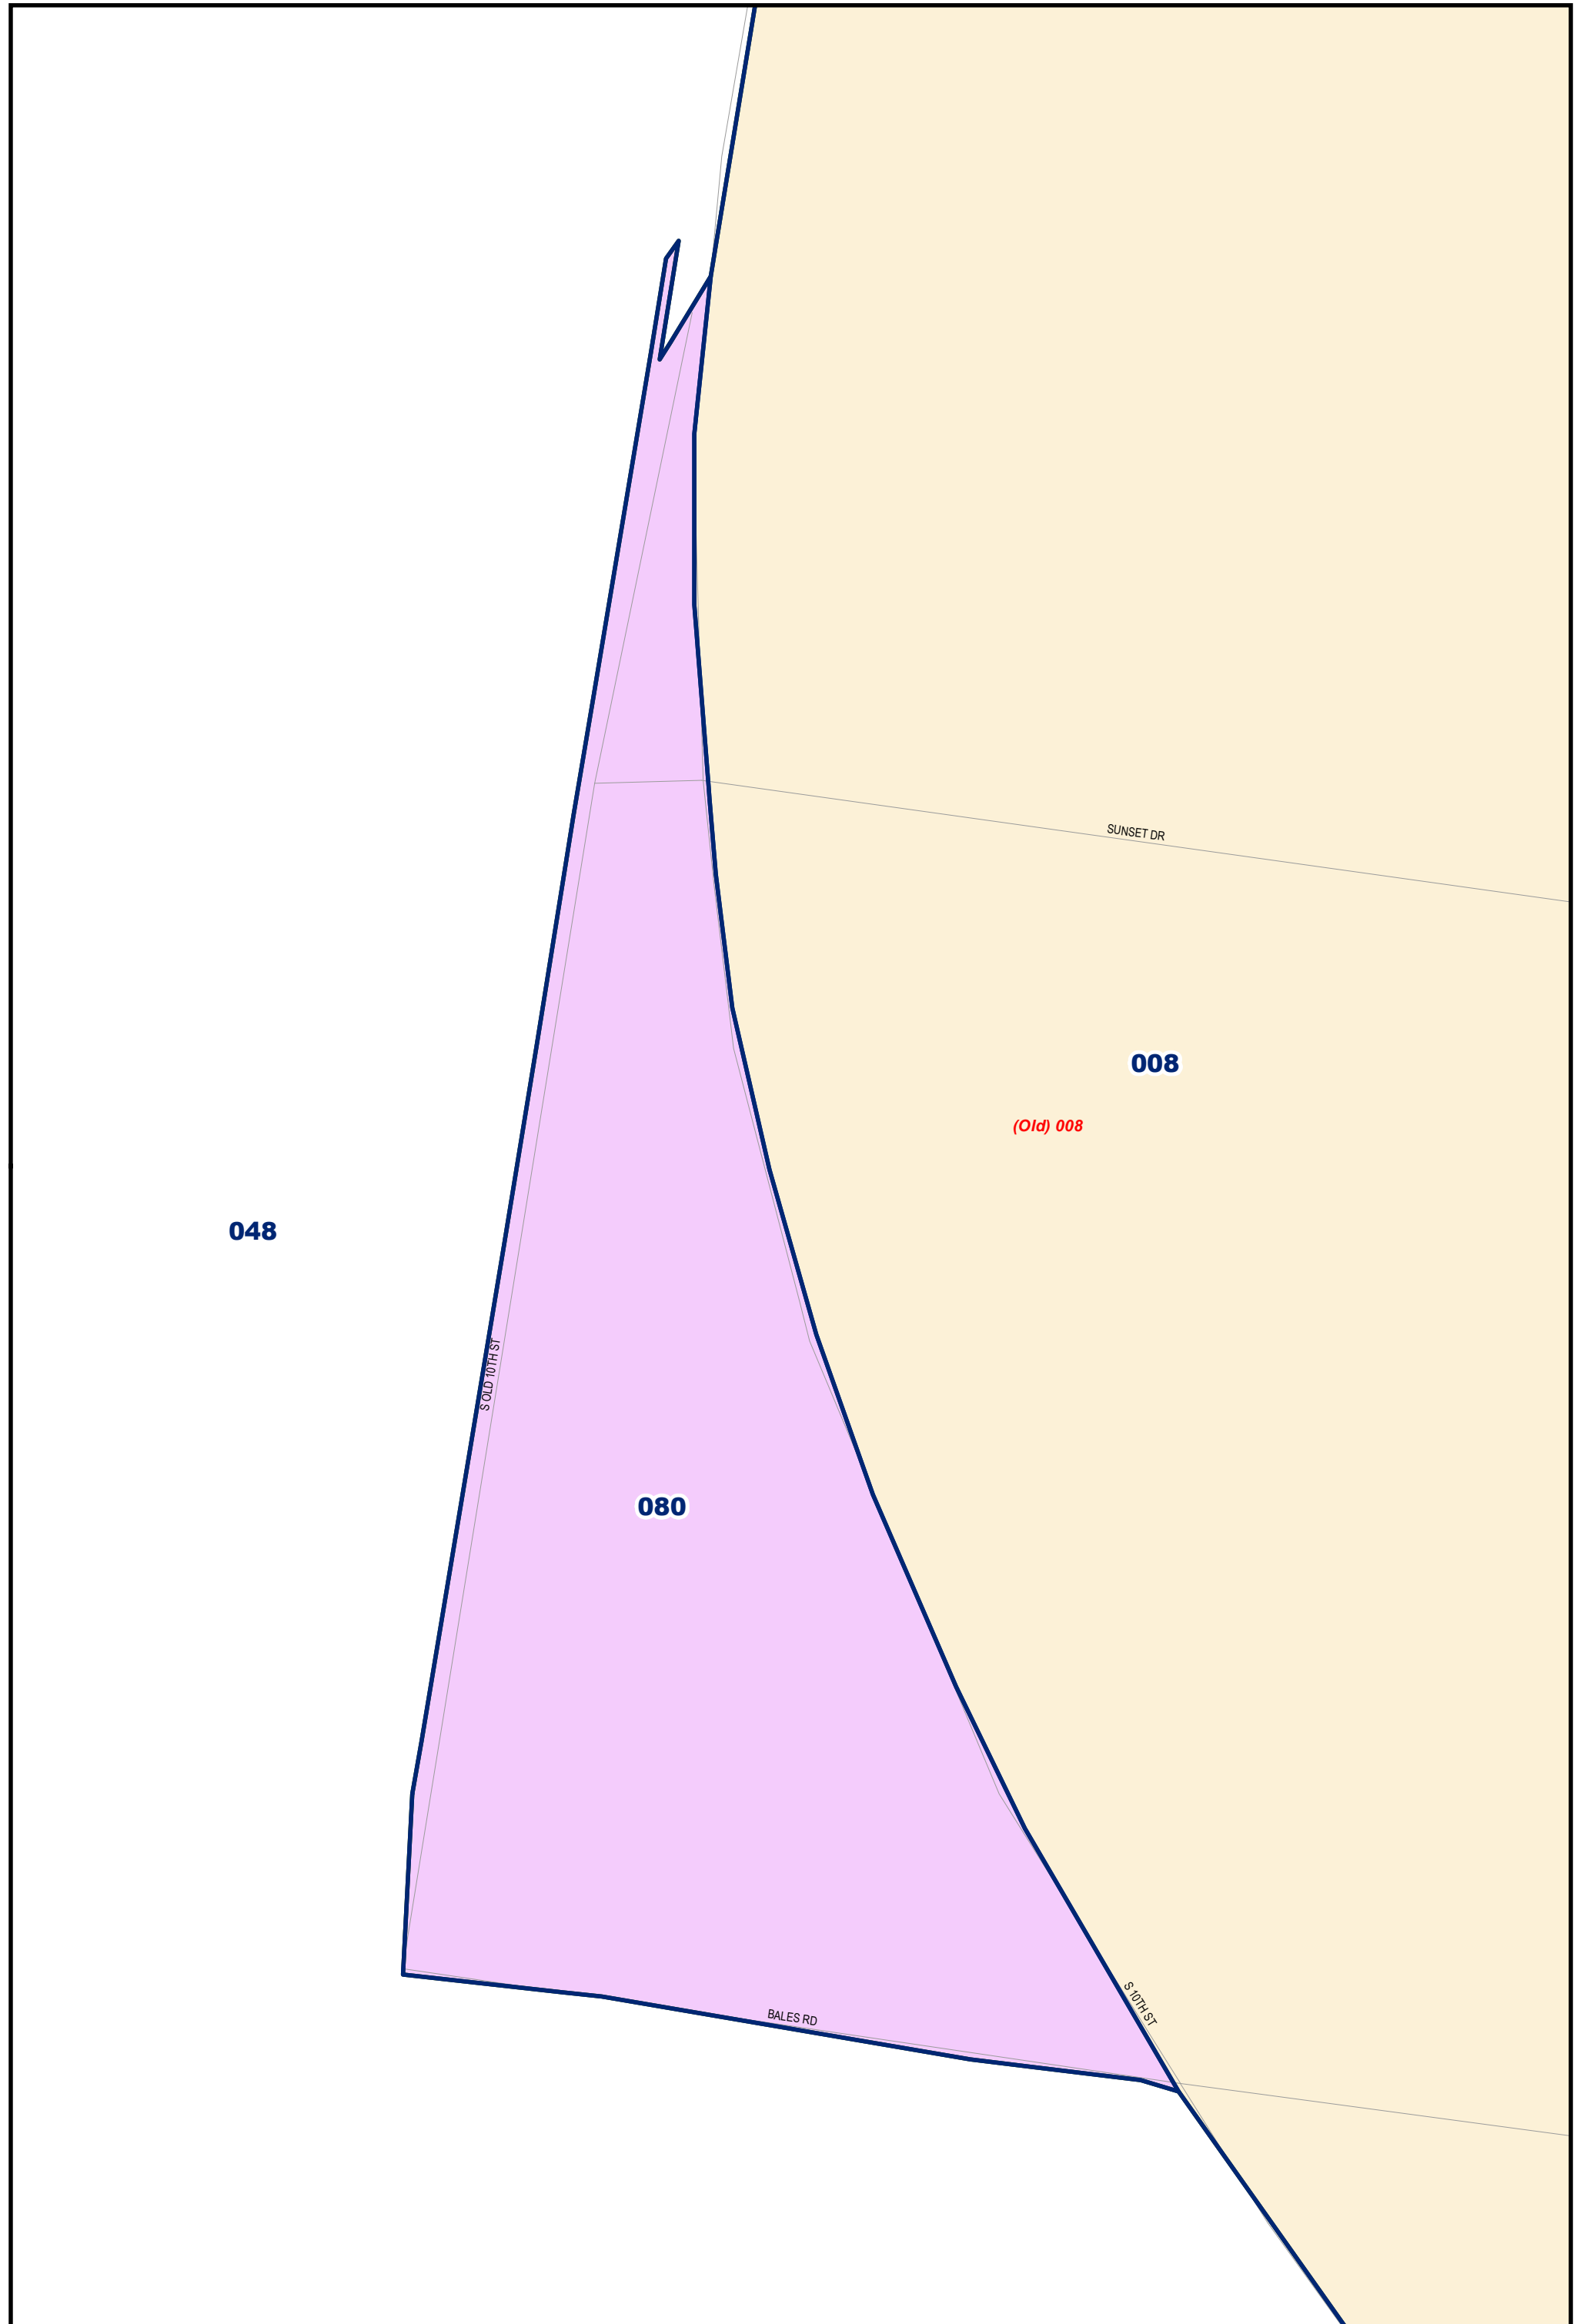 SUNSET DR
008
(Old) 008
048
S OLD 10TH ST
080
S 10TH ST
BALES RD